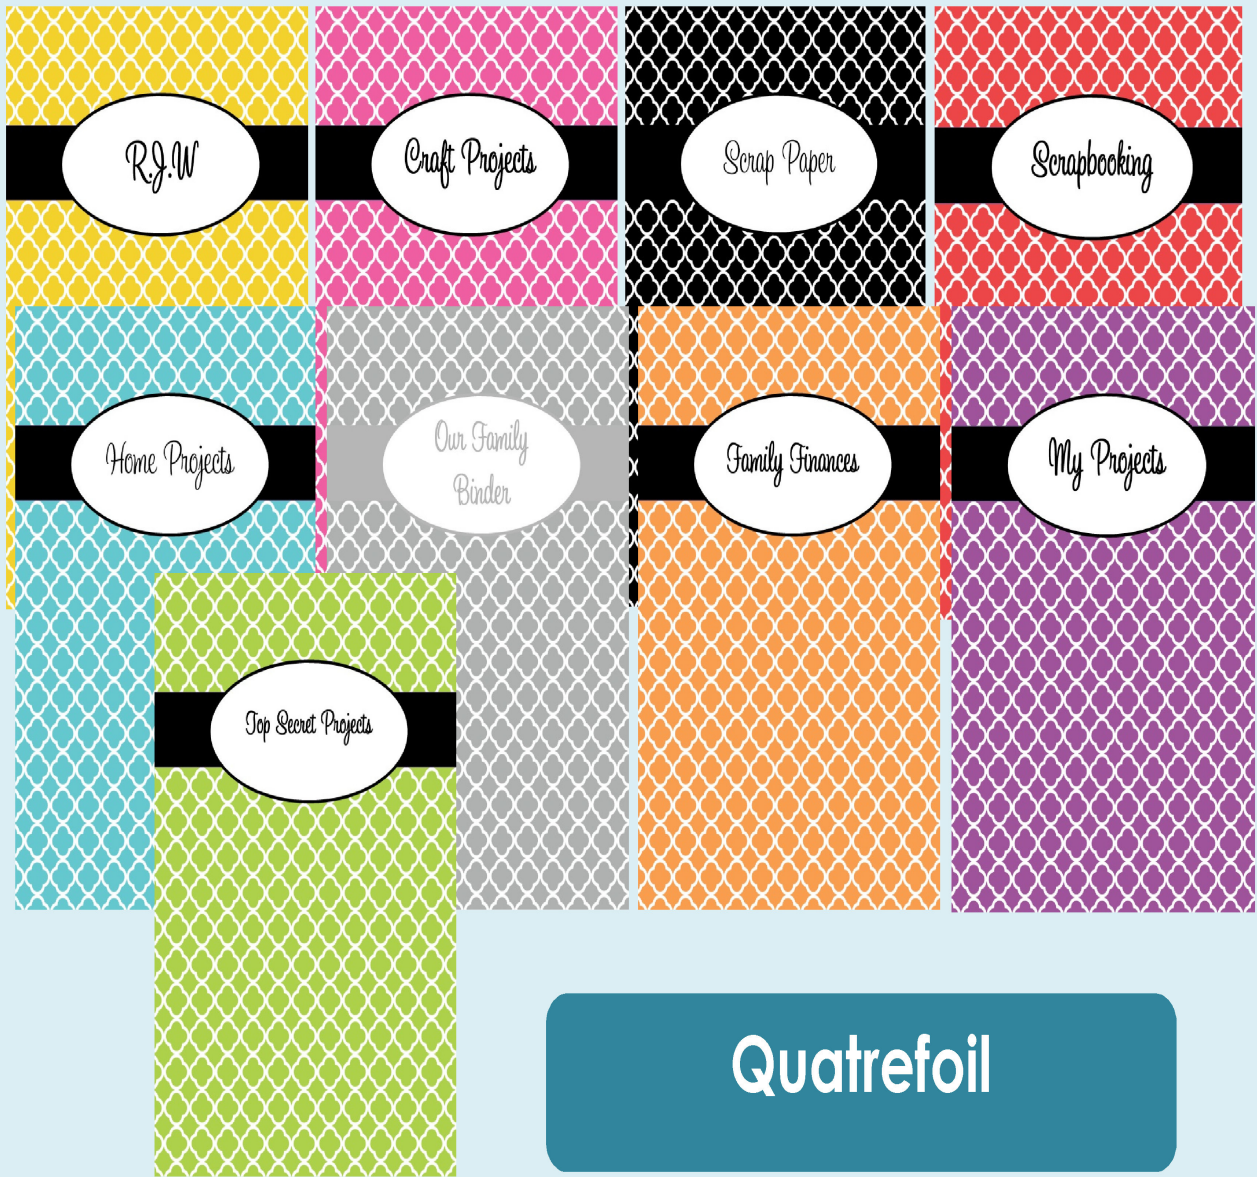 R.J.W
Craft Projects
Scrap Paper
Scrapbooking
Home Projects
Our Family
Binder
Family Finances
My Projects
Top Secret Projects
Quatrefoil